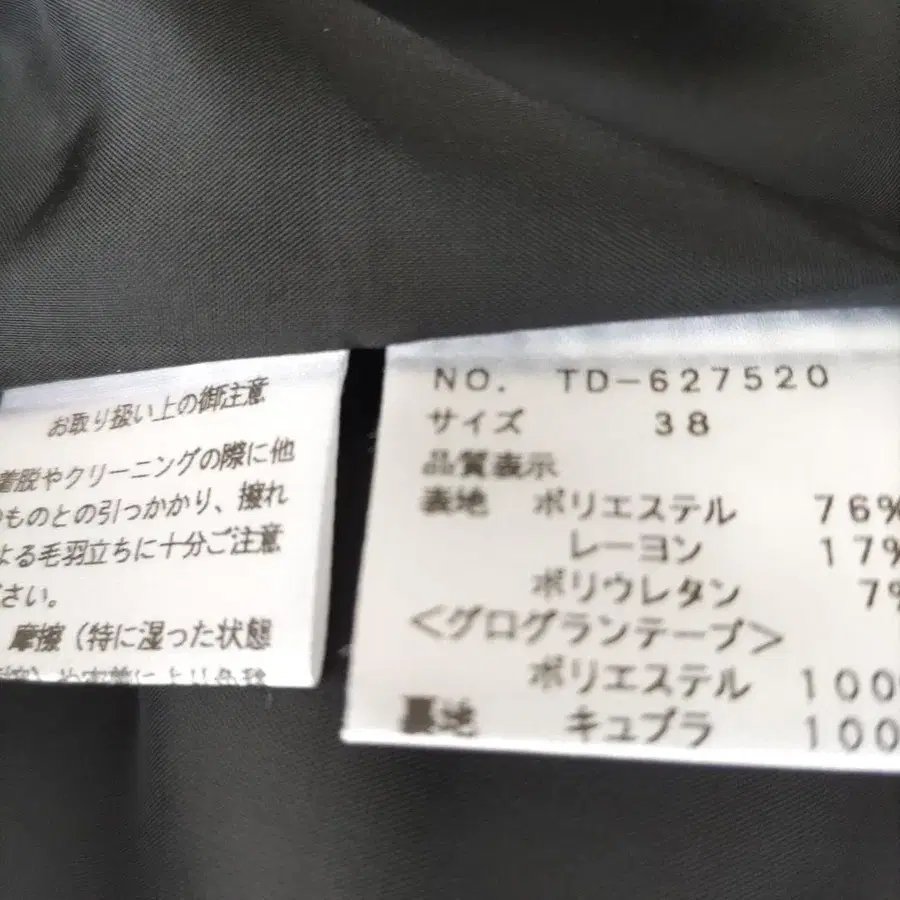 お取り扱い上の御注意
着脱やクリーニングの際に他
ものとの引っかかり、擦れ
よる毛羽立ちに十分ご注意
ださい。
摩擦(特に湿った状態
NO. TD-627520
サイズ 38
品質表示
表地 ポリエステル 76%
レーヨン 17%
ポリウレタン 7%
<グログランテープ>
ポリエステル 100
裏地 キュプラ 100